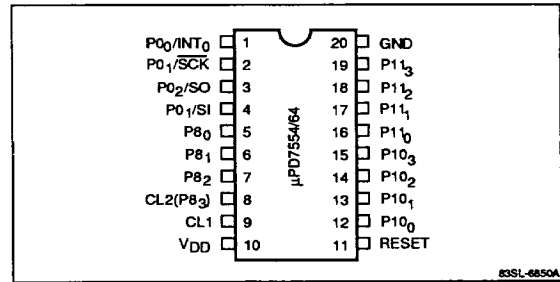 P0₀/INT₀ 1 20 GND
P0₁/SCK 2 19 P11₃
P0₂/SO 3 18 P11₂
P0₁/SI 4 17 P11₁
P8₀ 5 16 P11₀
P8₁ 6 15 P10₃
P8₂ 7 14 P10₂
CL2(P8₃) 8 13 P10₁
CL1 9 12 P10₀
VDD 10 11 RESET
μPD7554/64
83SL-6850A